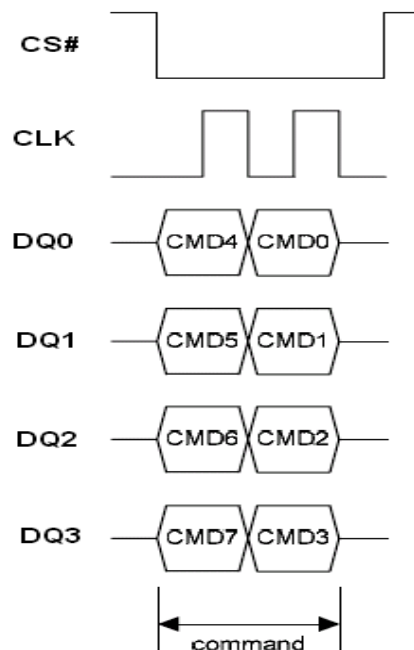 CS#
CLK
DQ0 CMD4 CMD0
DQ1 CMD5 CMD1
DQ2 CMD6 CMD2
DQ3 CMD7 CMD3
command